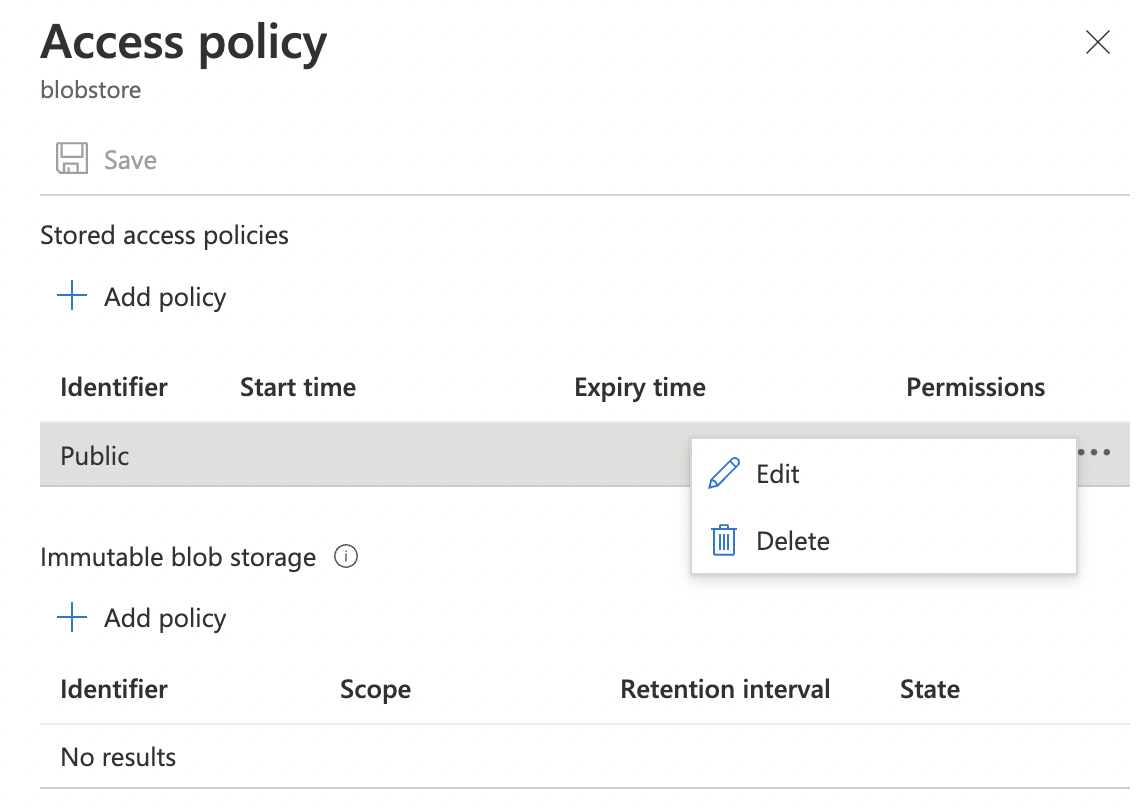 Access policy
blobstore
Save
Stored access policies
Add policy
Identifier Start time Expiry time Permissions
Public
Edit
Delete
Immutable blob storage
Add policy
Identifier Scope Retention interval State
No results